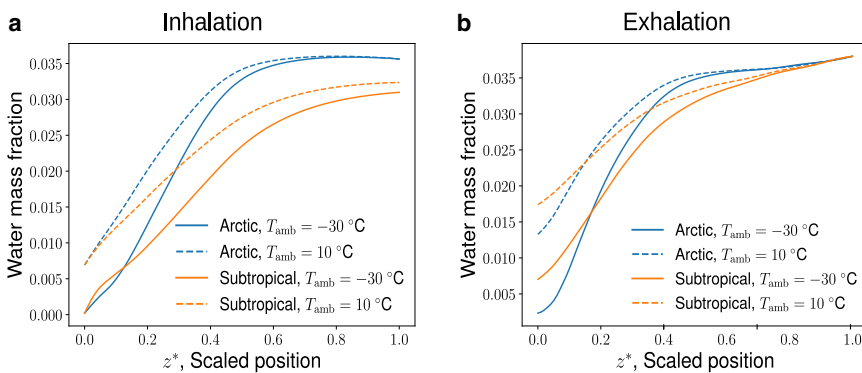 a Inhalation
Water mass fraction
0.035
0.030
0.025
0.020
0.015
0.010
0.005
0.000
Arctic, T_amb = −30 °C
Arctic, T_amb = 10 °C
Subtropical, T_amb = −30 °C
Subtropical, T_amb = 10 °C
0.0 0.2 0.4 0.6 0.8 1.0
z*, Scaled position
b Exhalation
Water mass fraction
0.035
0.030
0.025
0.020
0.015
0.010
0.005
Arctic, T_amb = −30 °C
Arctic, T_amb = 10 °C
Subtropical, T_amb = −30 °C
Subtropical, T_amb = 10 °C
0.0 0.2 0.4 0.6 0.8 1.0
z*, Scaled position